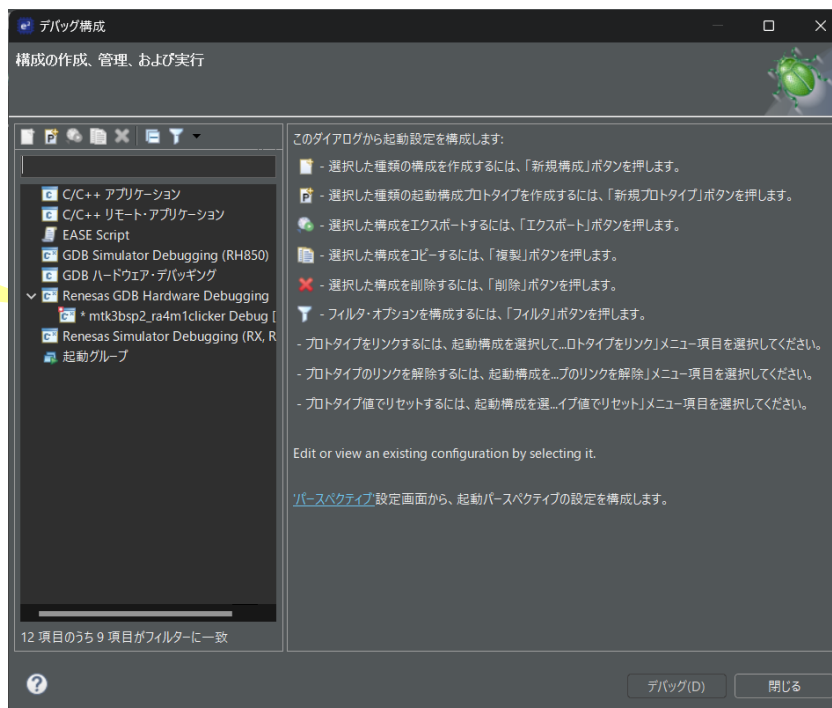 e² デバッグ構成
構成の作成、管理、および実行
このダイアログから起動設定を構成します:
- 選択した種類の構成を作成するには、「新規構成」ボタンを押します。
- 選択した種類の起動構成プロトタイプを作成するには、「新規プロトタイプ」ボタンを押します。
- 選択した構成をエクスポートするには、「エクスポート」ボタンを押します。
- 選択した構成をコピーするには、「複製」ボタンを押します。
- 選択した構成を削除するには、「削除」ボタンを押します。
- フィルタ・オプションを構成するには、「フィルタ」ボタンを押します。
- プロトタイプをリンクするには、起動構成を選択して...ロトタイプをリンク」メニュー項目を選択してください。
- プロトタイプのリンクを解除するには、起動構成を...プのリンクを解除」メニュー項目を選択してください。
- プロトタイプ値でリセットするには、起動構成を選...イプ値でリセット」メニュー項目を選択してください。
Edit or view an existing configuration by selecting it.
'パースペクティブ'設定画面から、起動パースペクティブの設定を構成します。
C/C++ アプリケーション
C/C++ リモート・アプリケーション
EASE Script
GDB Simulator Debugging (RH850)
GDB ハードウェア・デバッギング
Renesas GDB Hardware Debugging
* mtk3bsp2_ra4m1clicker Debug [
Renesas Simulator Debugging (RX, R
起動グループ
12 項目のうち 9 項目がフィルターに一致
デバッグ(D)
閉じる